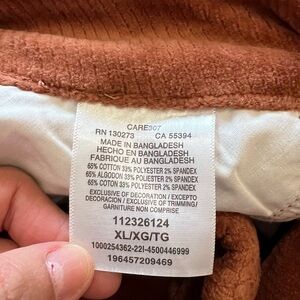 CARE307
RN 130273 CA 55394
MADE IN BANGLADESH
HECHO EN BANGLADESH
FABRIQUE AU BANGLADESH
65% COTTON 33% POLYESTER 2% SPANDEX
65% ALGODON 33% POLIESTER 2% SPANDEX
65% COTON 33% POLYESTER 2% SPANDEX
EXCLUSIVE OF DECORATION / EXCEPTO
DECORACION / EXCLUSIVE OF TRIMMING/
GARNITURE NON COMPRISE
112326124
XL/XG/TG
1000254362-22I-4500446999
196457209469